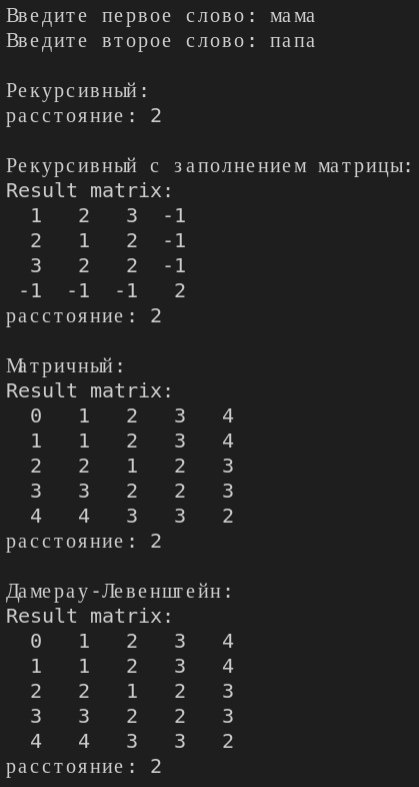 Введите первое слово: мама
Введите второе слово: папа
Рекурсивный:
расстояние: 2
Рекурсивный с заполнением матрицы:
Result matrix:
1 2 3 -1
2 1 2 -1
3 2 2 -1
-1 -1 -1 2
расстояние: 2
Матричный:
Result matrix:
0 1 2 3 4
1 1 2 3 4
2 2 1 2 3
3 3 2 2 3
4 4 3 3 2
расстояние: 2
Дамерау-Левенштейн:
Result matrix:
0 1 2 3 4
1 1 2 3 4
2 2 1 2 3
3 3 2 2 3
4 4 3 3 2
расстояние: 2